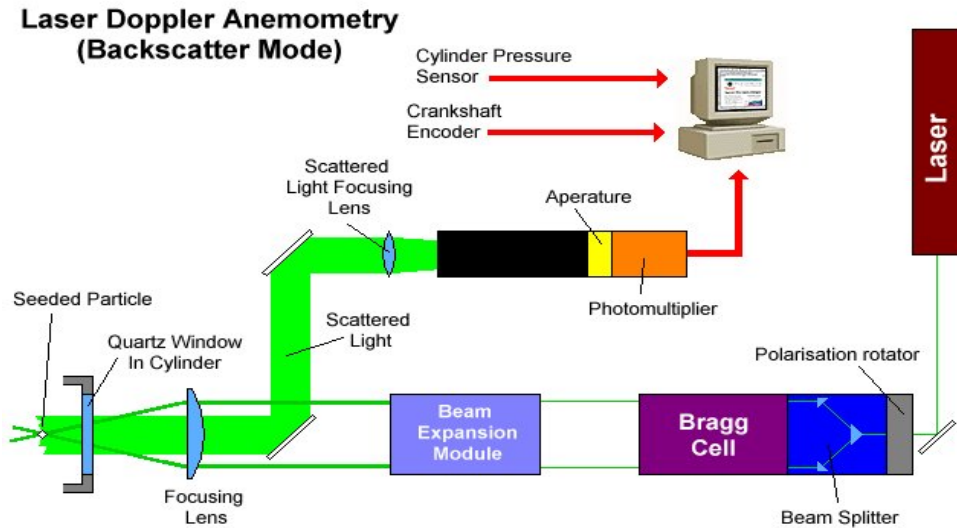 Laser Doppler Anemometry
(Backscatter Mode)
Cylinder Pressure
Sensor
Crankshaft
Encoder
Laser
Scattered
Light Focusing
Lens
Aperature
Photomultiplier
Seeded Particle
Quartz Window
In Cylinder
Scattered
Light
Polarisation rotator
Beam
Expansion
Module
Bragg
Cell
Focusing
Lens
Beam Splitter